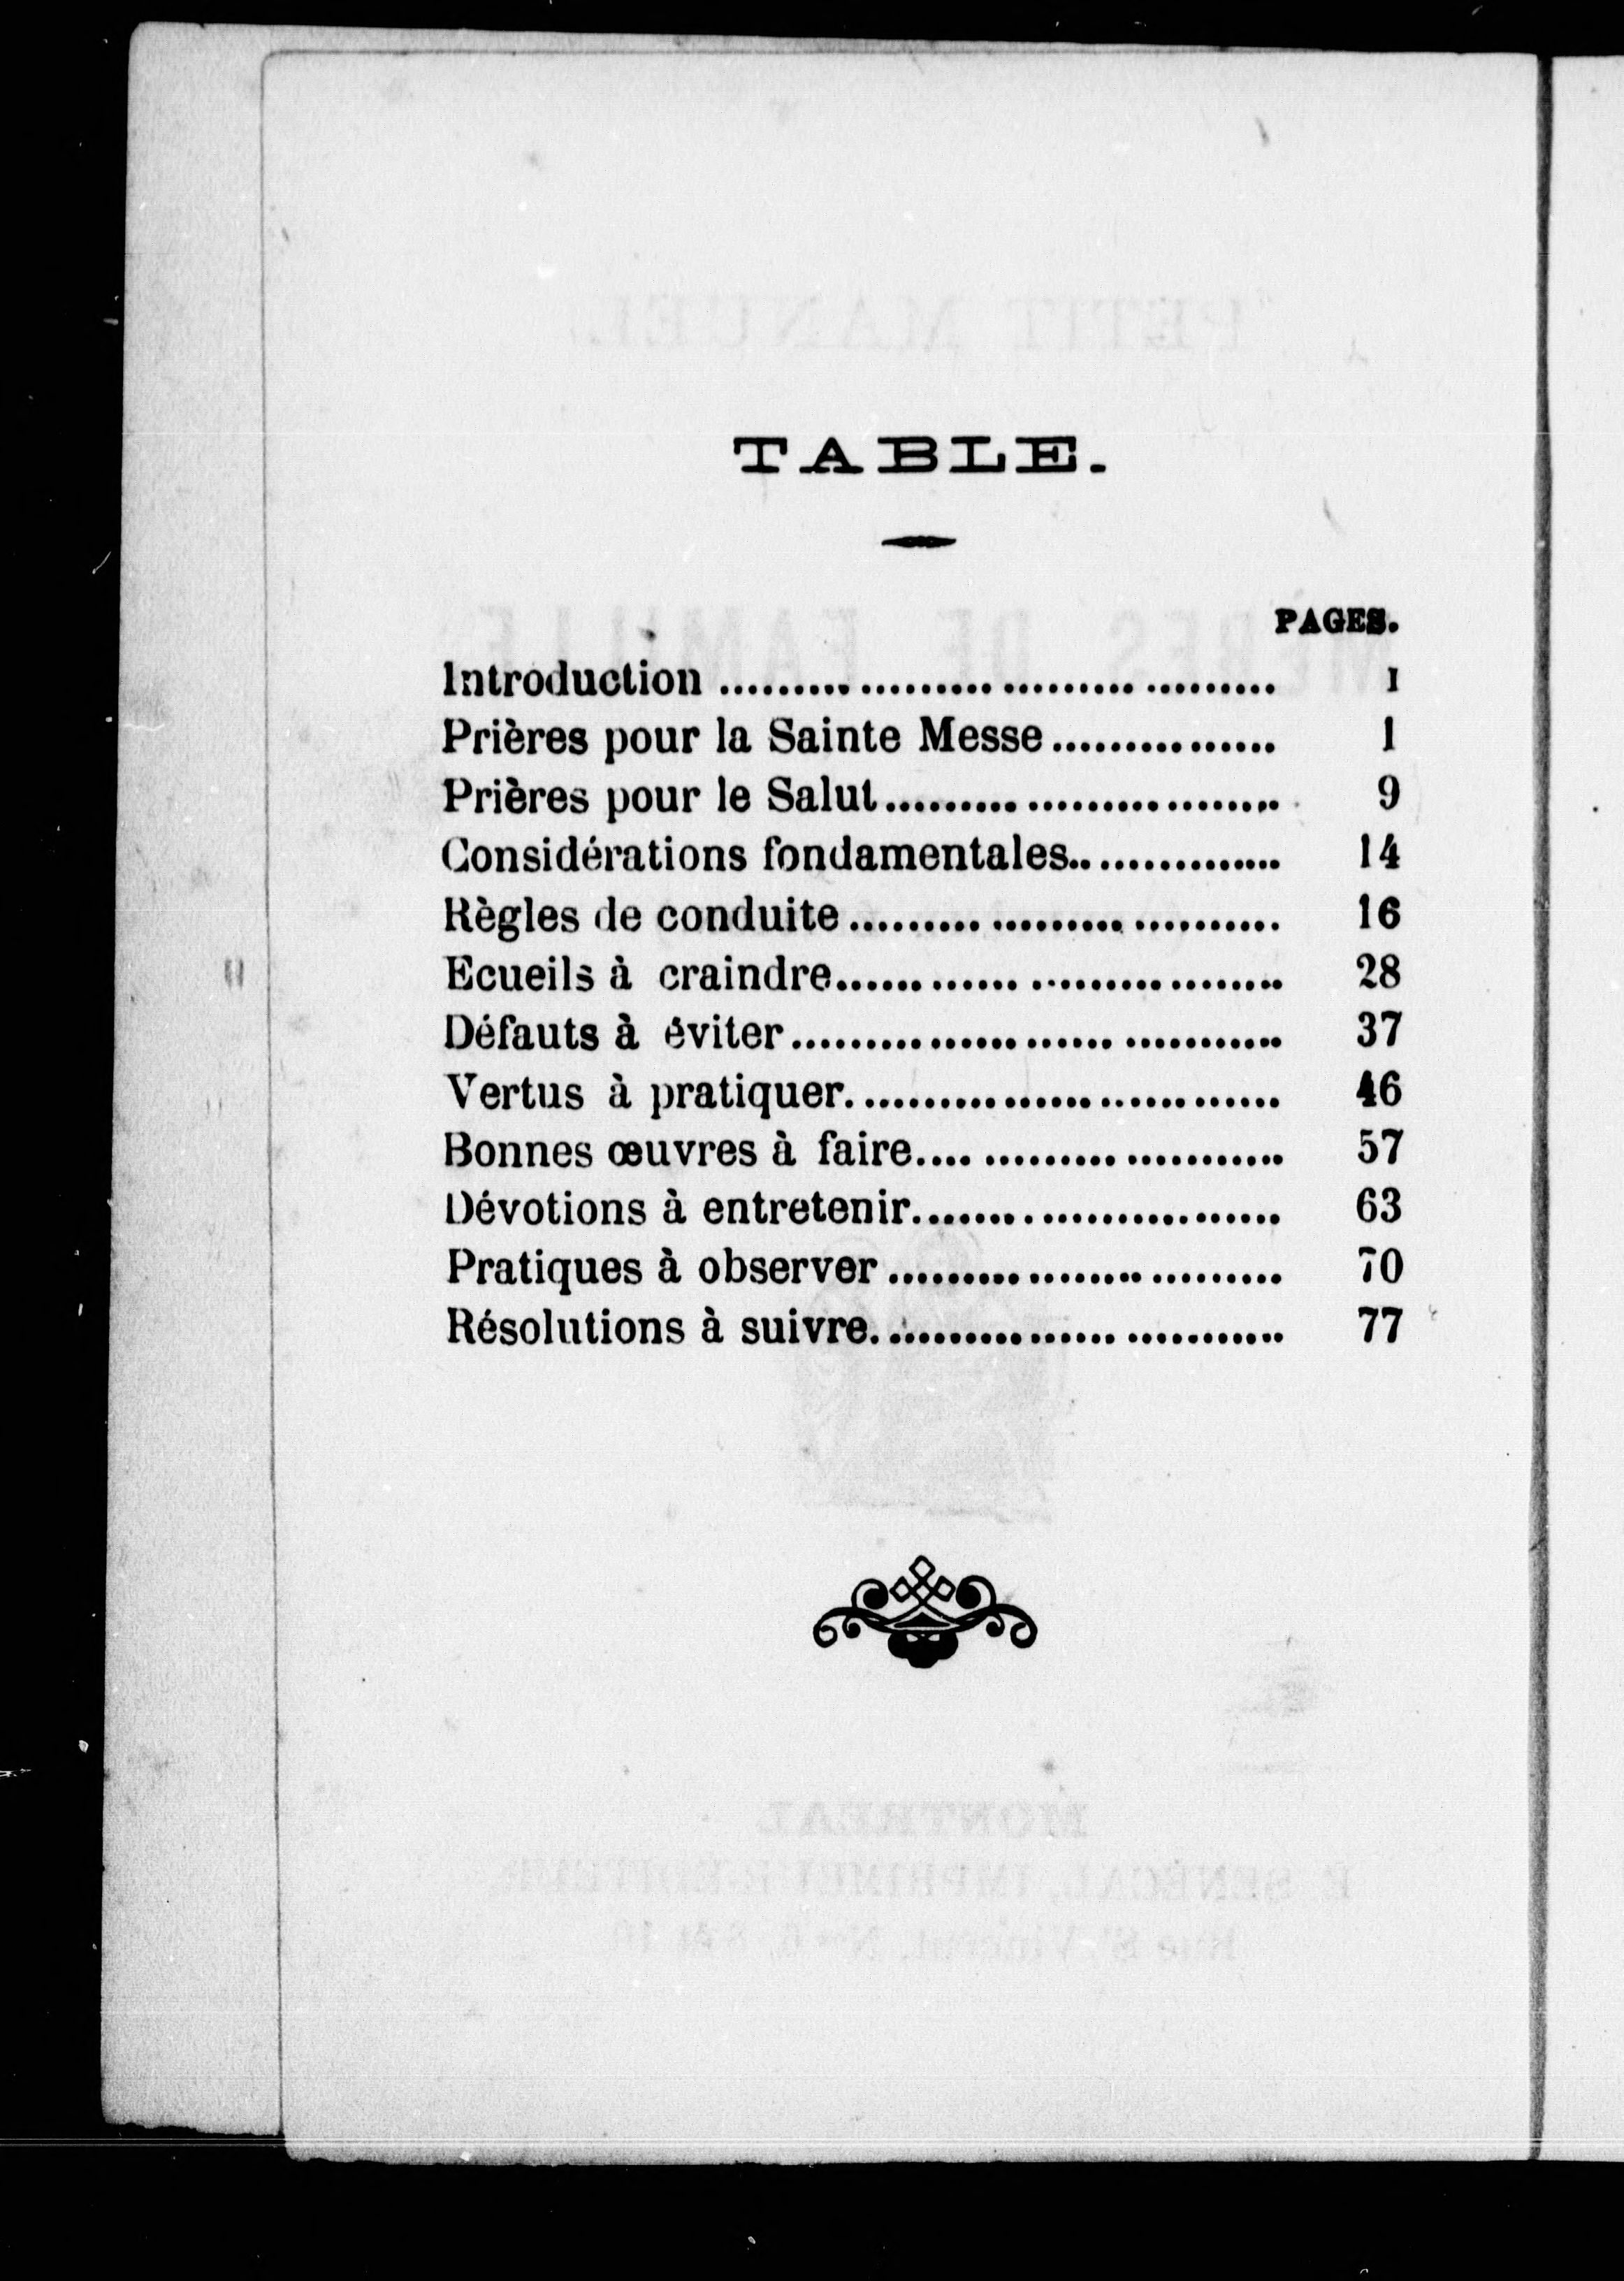 TABLE.
PAGES.
Introduction .................................... I
Prières pour la Sainte Messe............... 1
Prières pour le Salut.......................... 9
Considérations fondamentales.............. 14
Règles de conduite............................ 16
Ecueils à craindre............................. 28
Défauts à éviter................................ 37
Vertus à pratiquer............................. 46
Bonnes œuvres à faire........................ 57
Dévotions à entretenir........................ 63
Pratiques à observer .......................... 70
Résolutions à suivre........................... 77